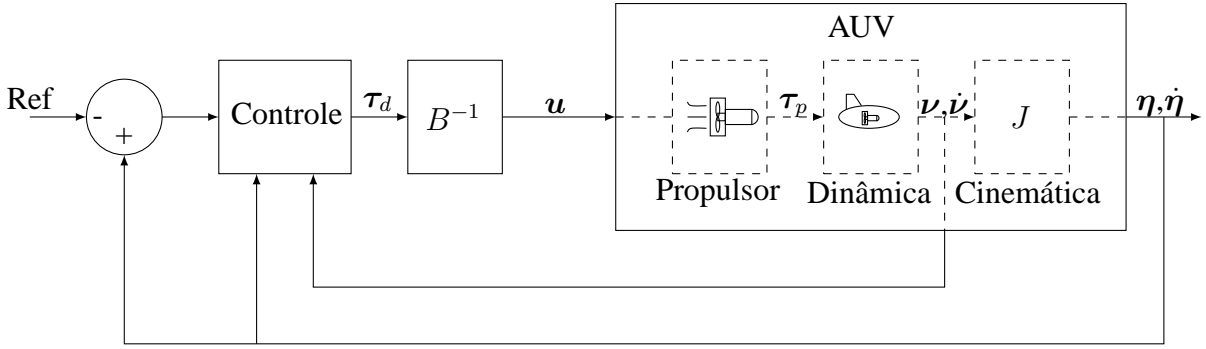 AUV
Ref
-
+
Controle
τ_d
B⁻¹
u
τ_p
ν,ν̇
J
η,η̇
Propulsor
Dinâmica
Cinemática